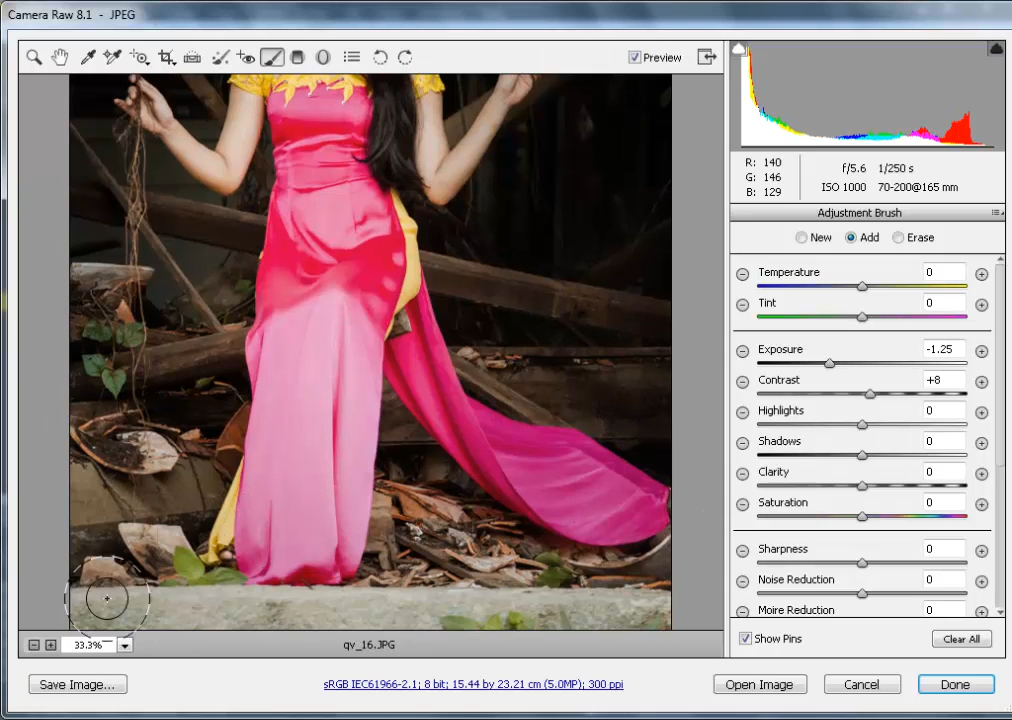 Camera Raw 8.1 - JPEG
Preview
R: 140
G: 146
B: 129
f/5.6 1/250 s
ISO 1000 70-200@165 mm
Adjustment Brush
New Add Erase
Temperature 0
Tint 0
Exposure -1.25
Contrast +8
Highlights 0
Shadows 0
Clarity 0
Saturation 0
Sharpness 0
Noise Reduction 0
Moire Reduction 0
33.3% qv_16.JPG
Show Pins Clear All
Save Image... sRGB IEC61966-2.1; 8 bit; 15.44 by 23.21 cm (5.0MP); 300 ppi Open Image Cancel Done